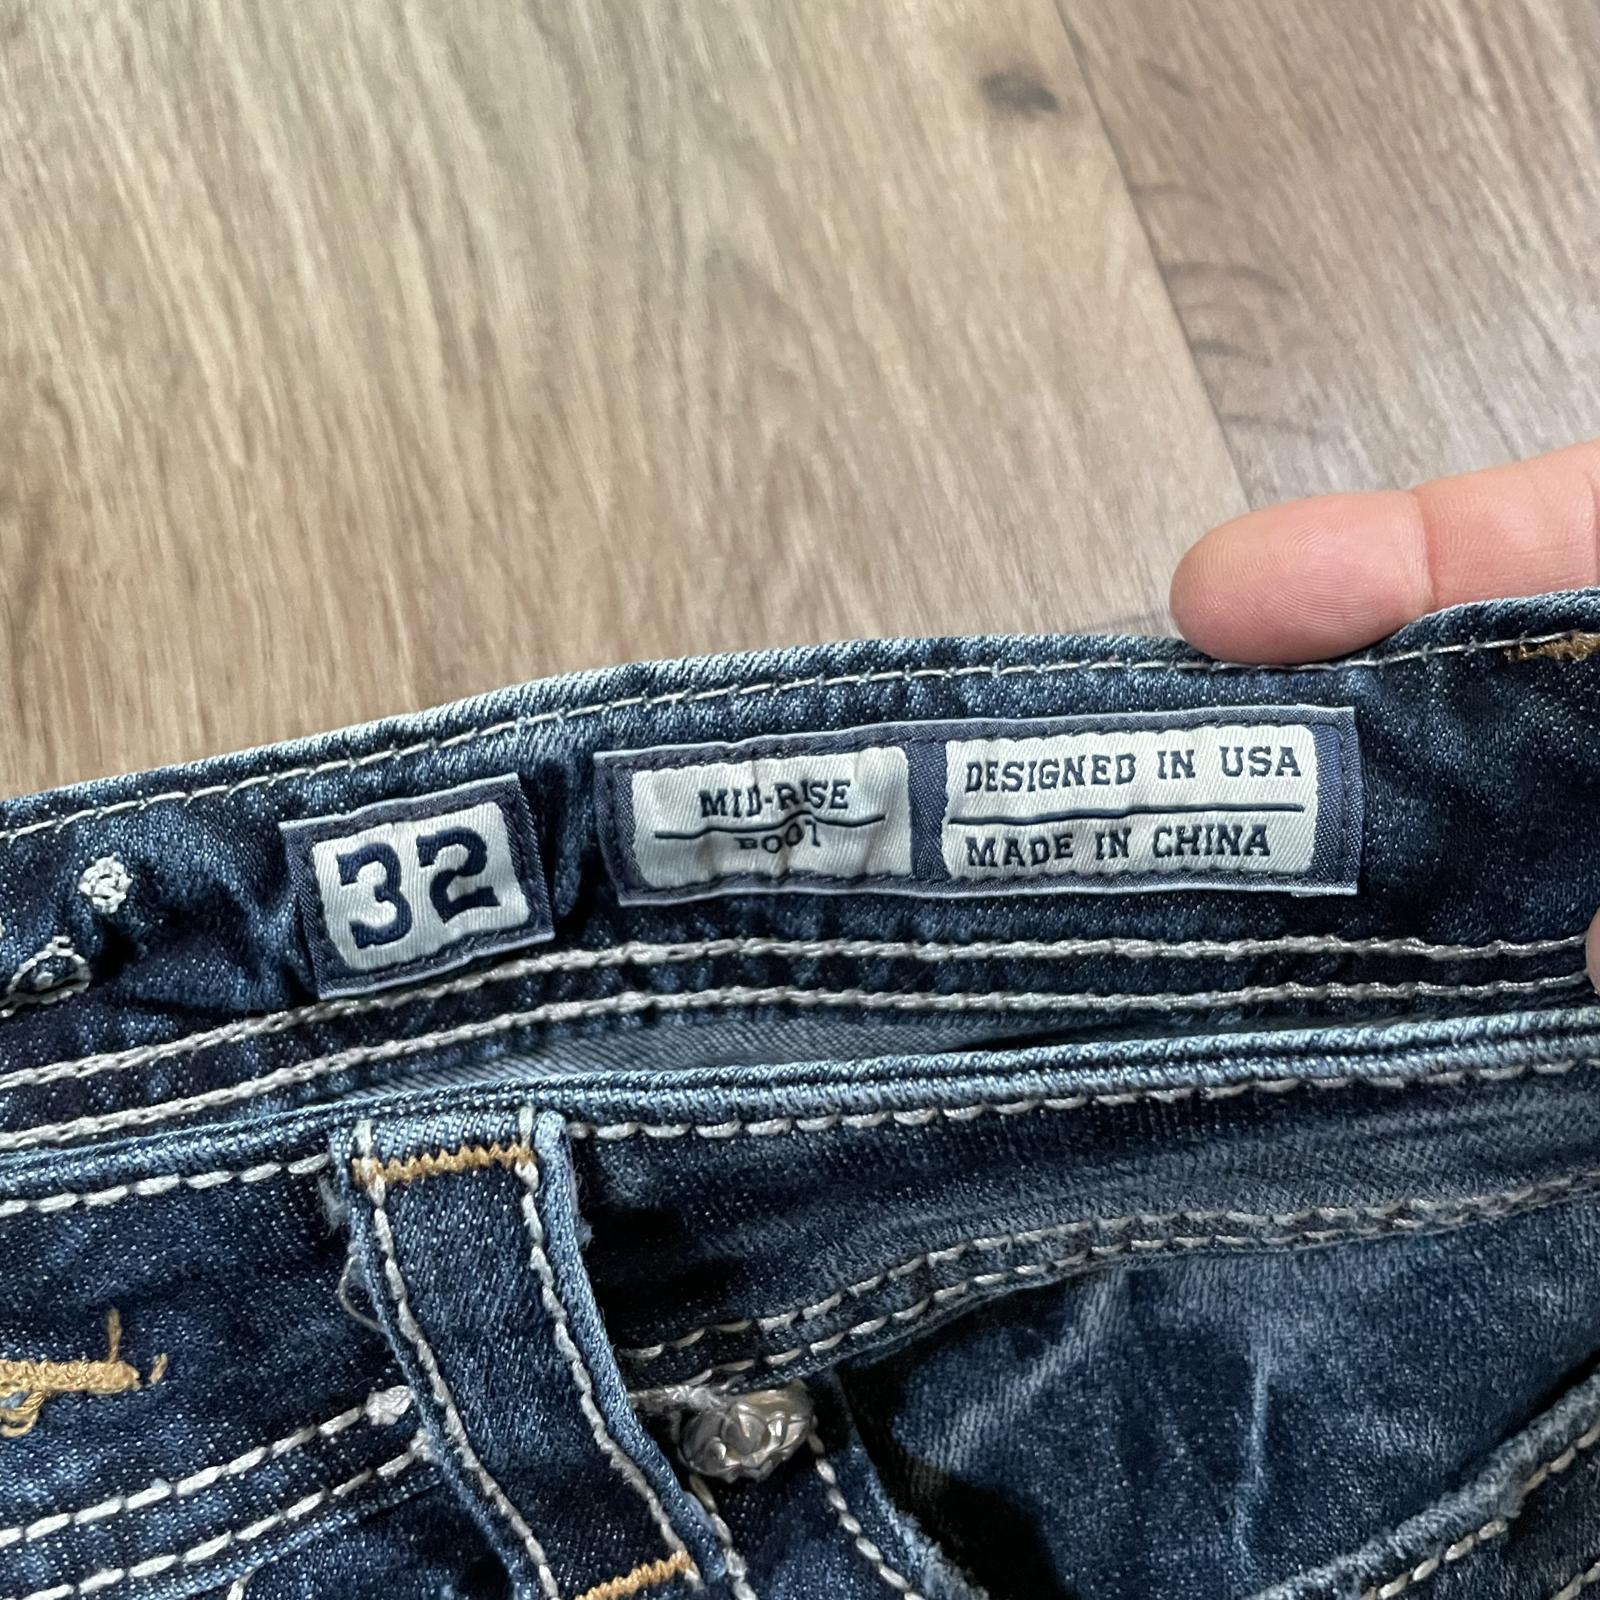 32
MID-RISE
BOOT
DESIGNED IN USA
MADE IN CHINA